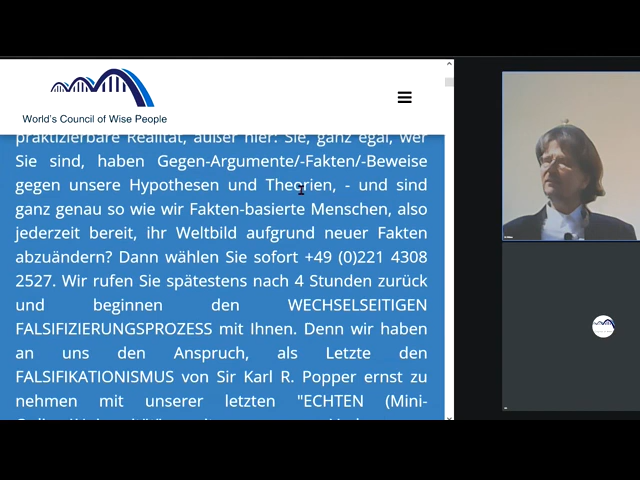 World's Council of Wise People
praktizierbare Realität, außer hier: Sie, ganz egal, wer
Sie sind, haben Gegen-Argumente/-Fakten/-Beweise
gegen unsere Hypothesen und Theorien, - und sind
ganz genau so wie wir Fakten-basierte Menschen, also
jederzeit bereit, ihr Weltbild aufgrund neuer Fakten
abzuändern? Dann wählen Sie sofort +49 (0)221 4308
2527. Wir rufen Sie spätestens nach 4 Stunden zurück
und beginnen den WECHSELSEITIGEN
FALSIFIZIERUNGSPROZESS mit Ihnen. Denn wir haben
an uns den Anspruch, als Letzte den
FALSIFIKATIONISMUS von Sir Karl R. Popper ernst zu
nehmen mit unserer letzten "ECHTEN (Mini-